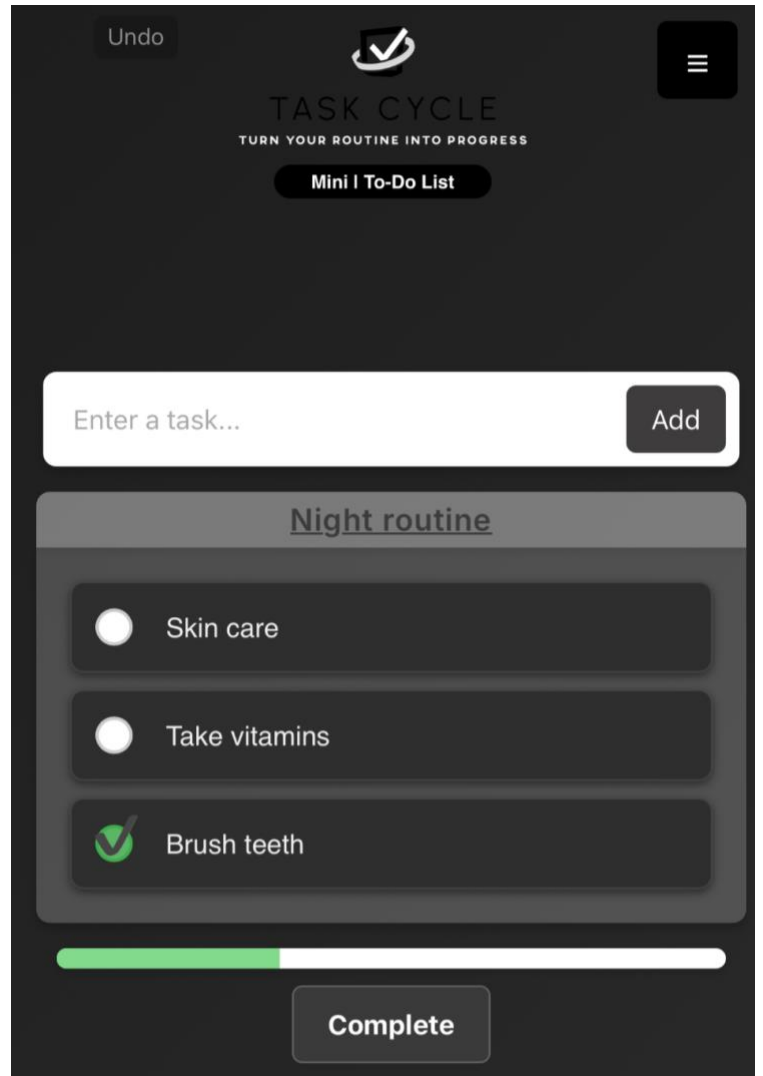 Undo
TASK CYCLE
TURN YOUR ROUTINE INTO PROGRESS
Mini | To-Do List
Enter a task...
Add
Night routine
Skin care
Take vitamins
Brush teeth
Complete